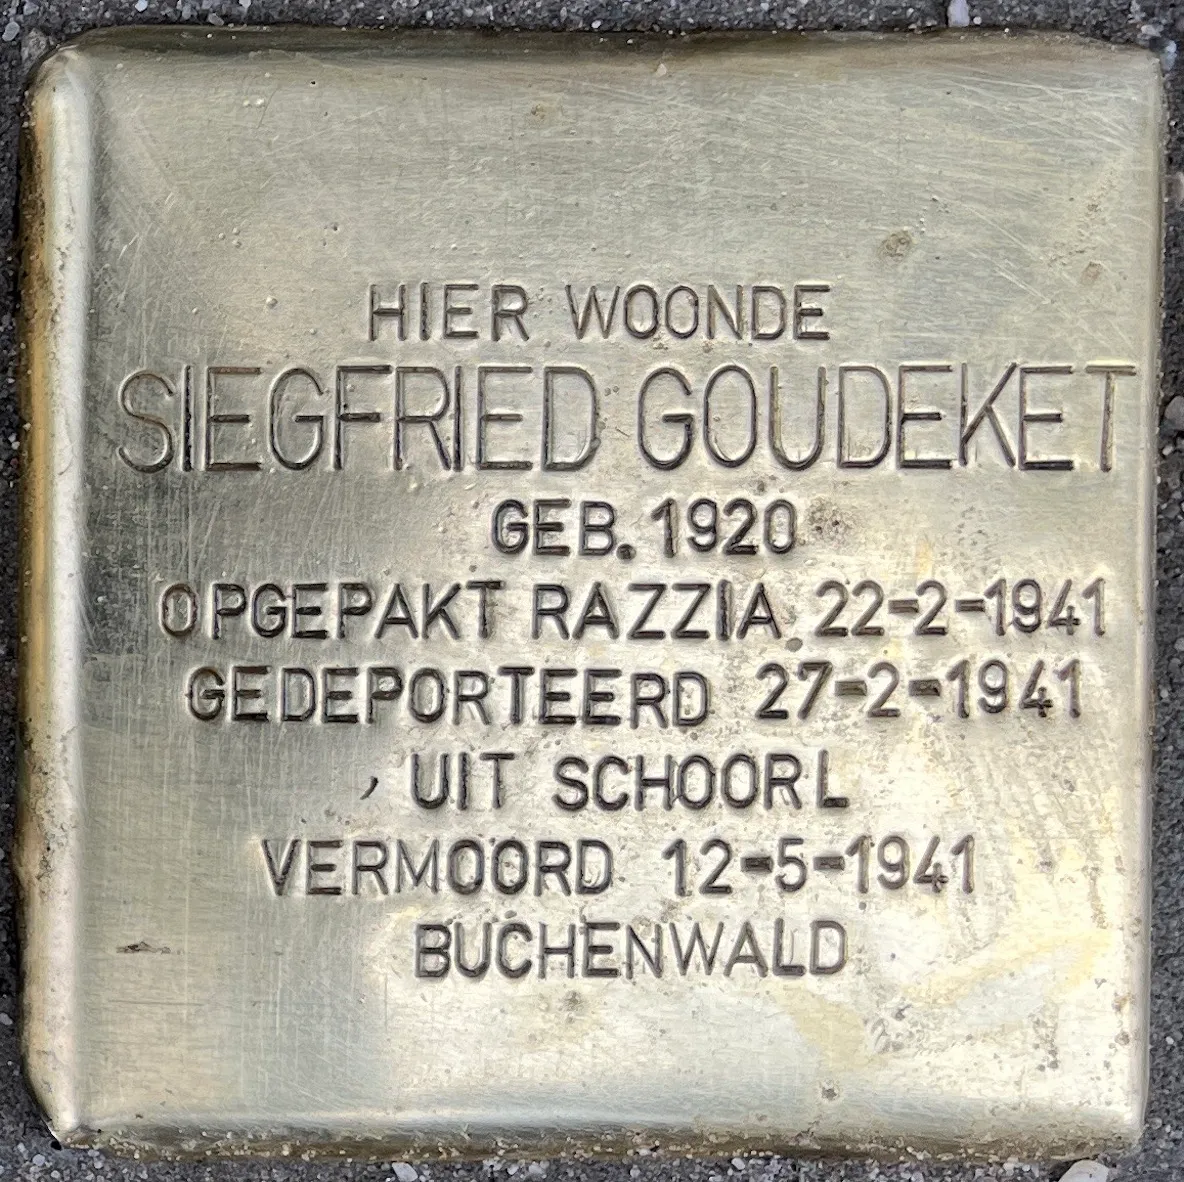 HIER WOONDE
SIEGFRIED GOUDEKET
GEB. 1920
OPGEPAKT RAZZIA 22-2-1941
GEDEPORTEERD 27-2-1941
UIT SCHOORL
VERMOORD 12-5-1941
BUCHENWALD